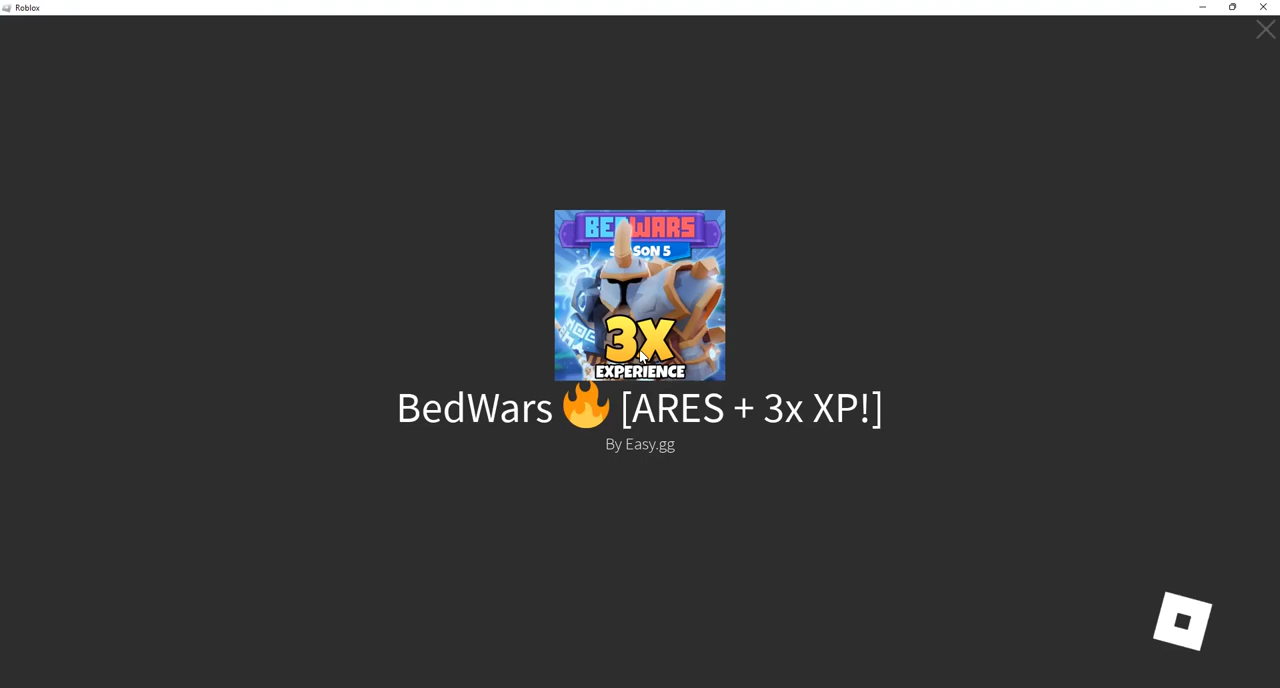 Roblox
BEDWARS
SEASON 5
3X
EXPERIENCE
BedWars 🔥 [ARES + 3x XP!]
By Easy.gg